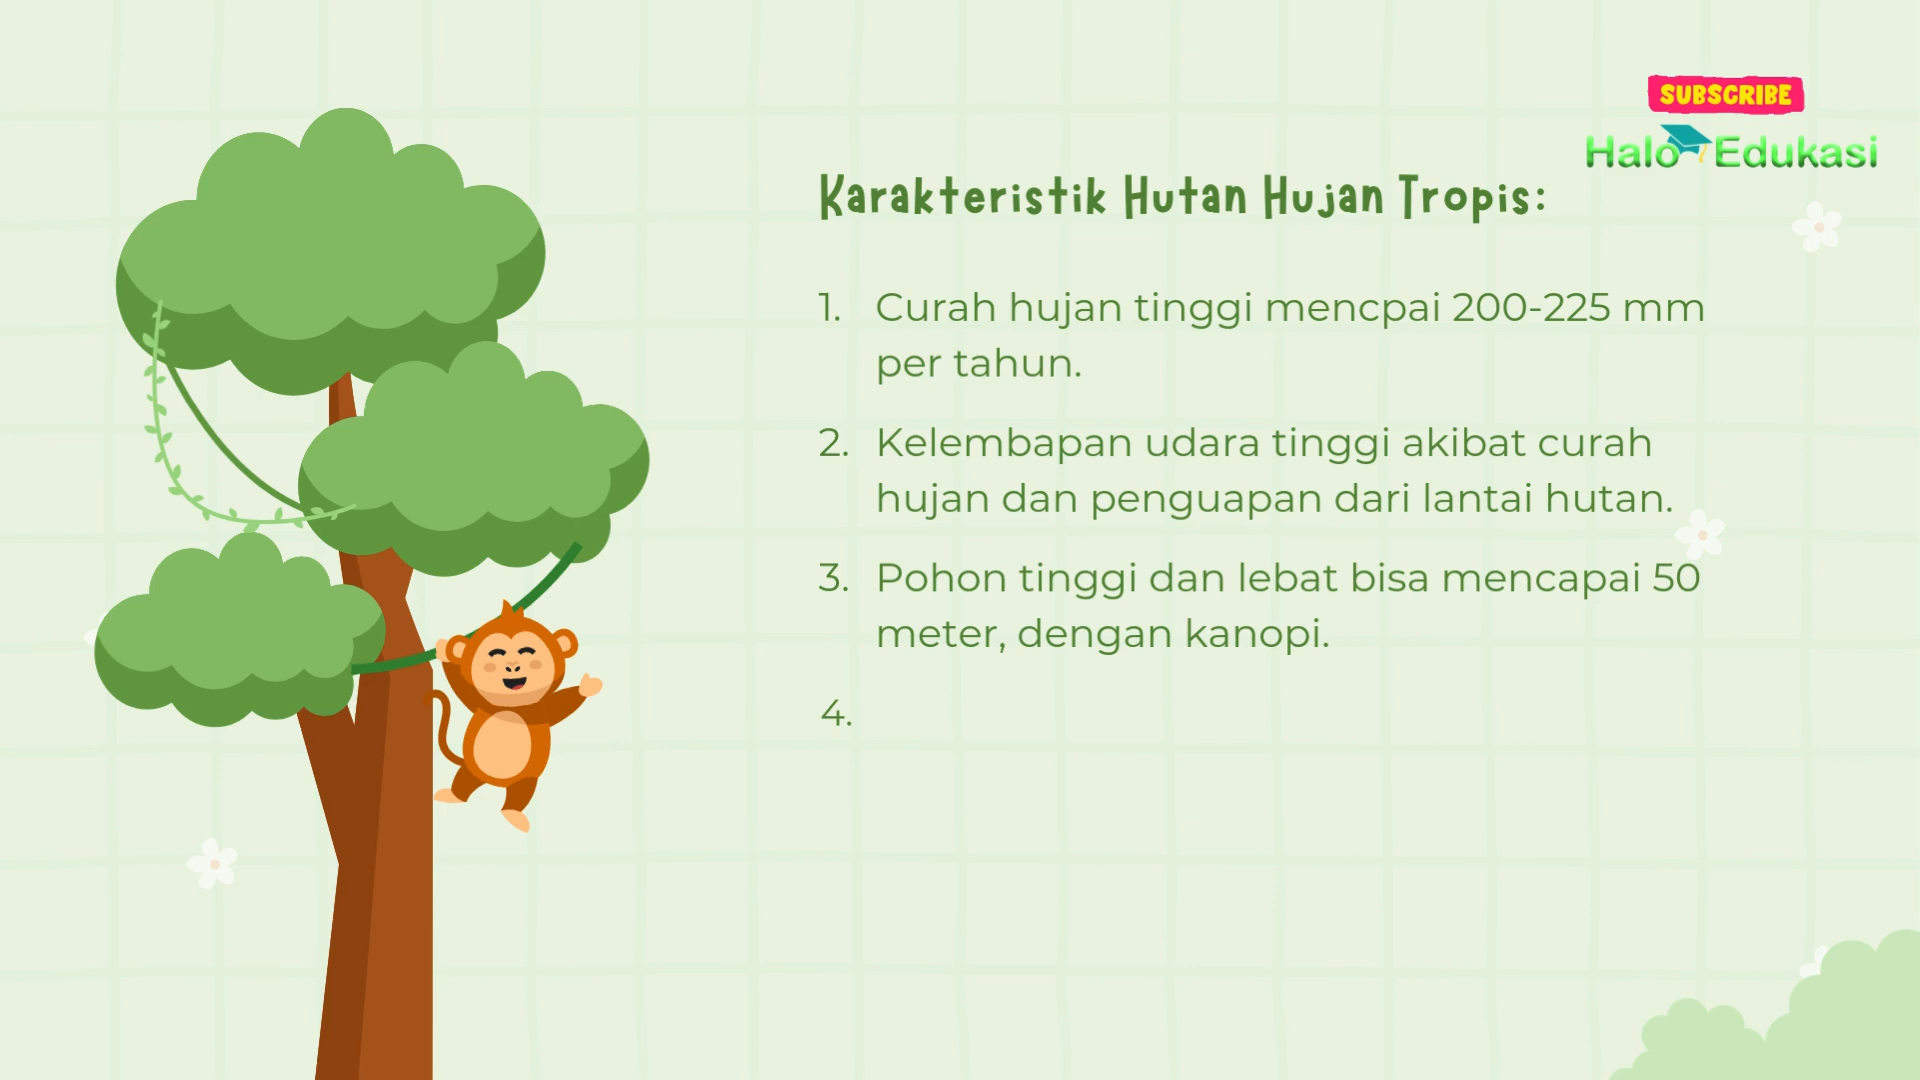 SUBSCRIBE
Halo Edukasi
Karakteristik Hutan Hujan Tropis:
1. Curah hujan tinggi mencpai 200-225 mm
per tahun.
2. Kelembapan udara tinggi akibat curah
hujan dan penguapan dari lantai hutan.
3. Pohon tinggi dan lebat bisa mencapai 50
meter, dengan kanopi.
4.